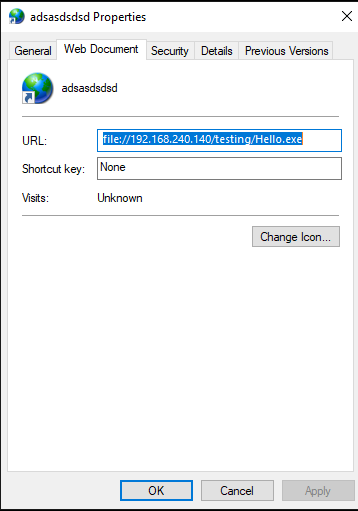 adsasdsdsd Properties
General Web Document Security Details Previous Versions
adsasdsdsd
URL: file://192.168.240.140/testing/Hello.exe
Shortcut key: None
Visits: Unknown
Change Icon...
OK Cancel Apply